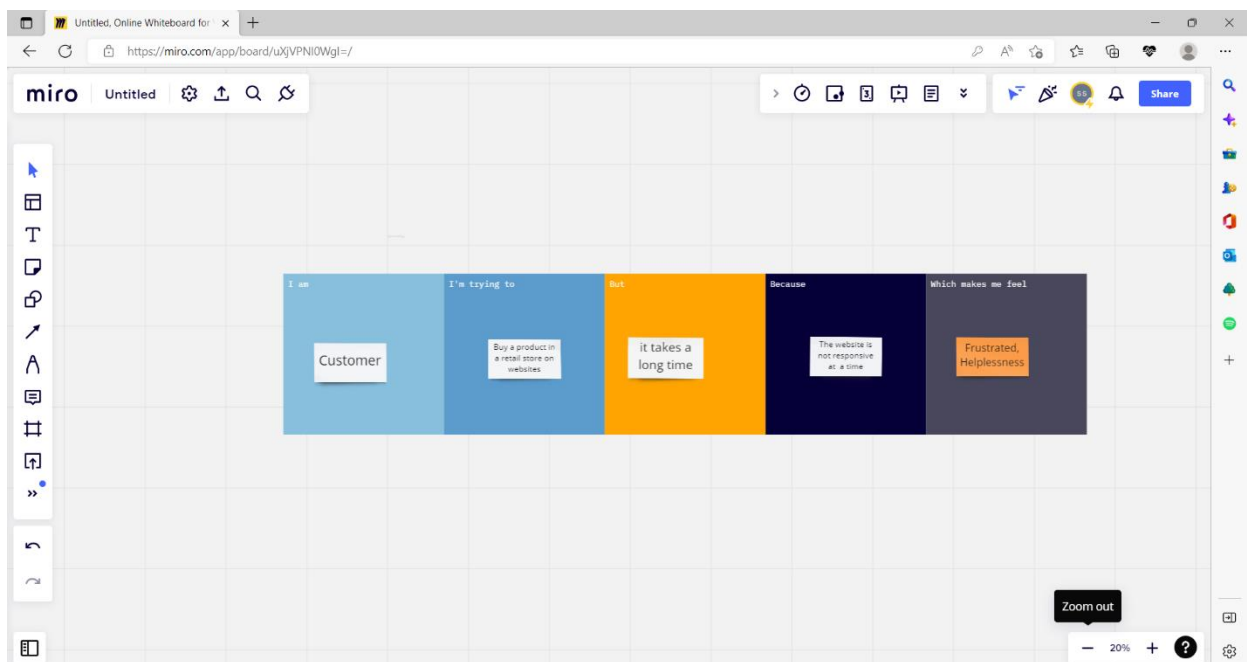 Untitled, Online Whiteboard for
https://miro.com/app/board/uXjVPNI0WgI=/
miro Untitled
3
55
Share
I am
I'm trying to
But
Because
Which makes me feel
Customer
Buy a product in
a retail store on
websites
it takes a
long time
The website is
not responsive
at a time
Frustrated,
Helplessness
Zoom out
20%
?